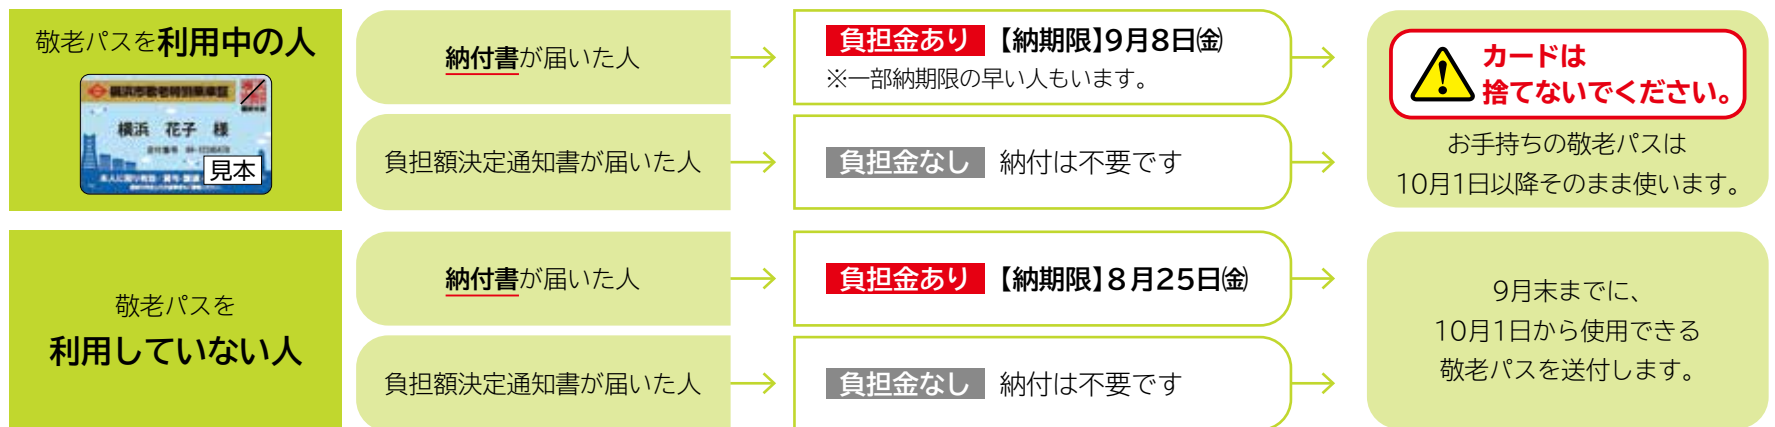 敬老パスを利用中の人
横浜市敬老特別乗車証
横浜 花子 様
見本
納付書が届いた人
負担金あり 【納期限】9月8日㈮
※一部納期限の早い人もいます。
負担額決定通知書が届いた人
負担金なし 納付は不要です
カードは
捨てないでください。
お手持ちの敬老パスは
10月1日以降そのまま使います。
敬老パスを
利用していない人
納付書が届いた人
負担金あり 【納期限】8月25日㈮
負担額決定通知書が届いた人
負担金なし 納付は不要です
9月末までに、
10月1日から使用できる
敬老パスを送付します。